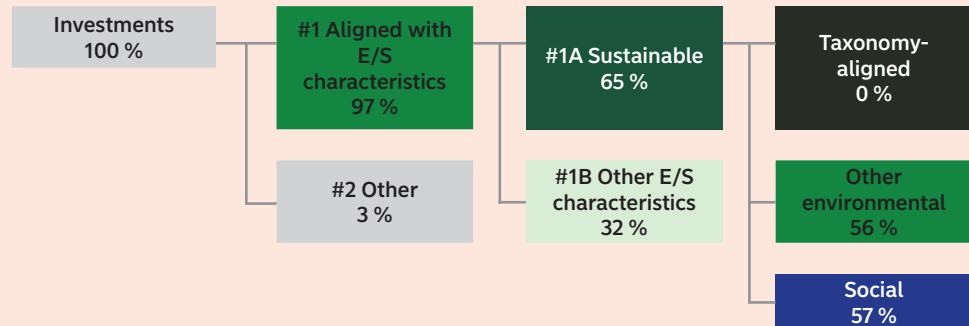 Investments
100 %
#1 Aligned with
E/S
characteristics
97 %
#1A Sustainable
65 %
Taxonomy-
aligned
0 %
#2 Other
3 %
#1B Other E/S
characteristics
32 %
Other
environmental
56 %
Social
57 %